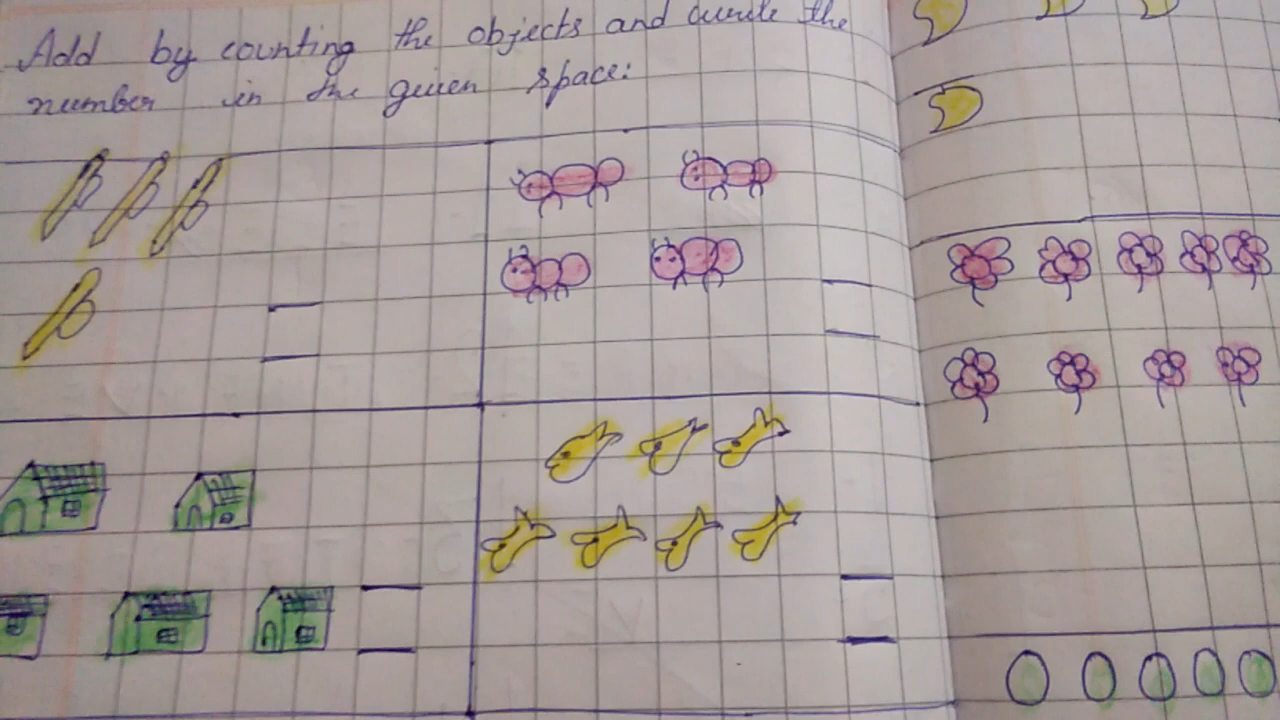 Add by counting the objects and write the
number in the given space: